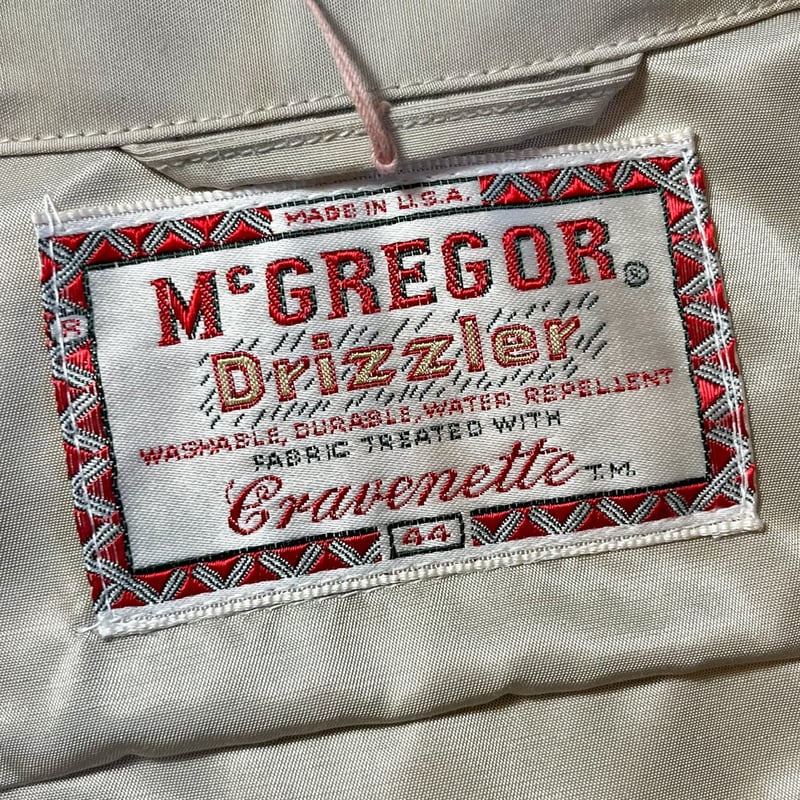 MADE IN U.S.A.
McGREGOR®
Drizzler
WASHABLE, DURABLE, WATER REPELLENT
FABRIC TREATED WITH
Cravenette T.M.
44